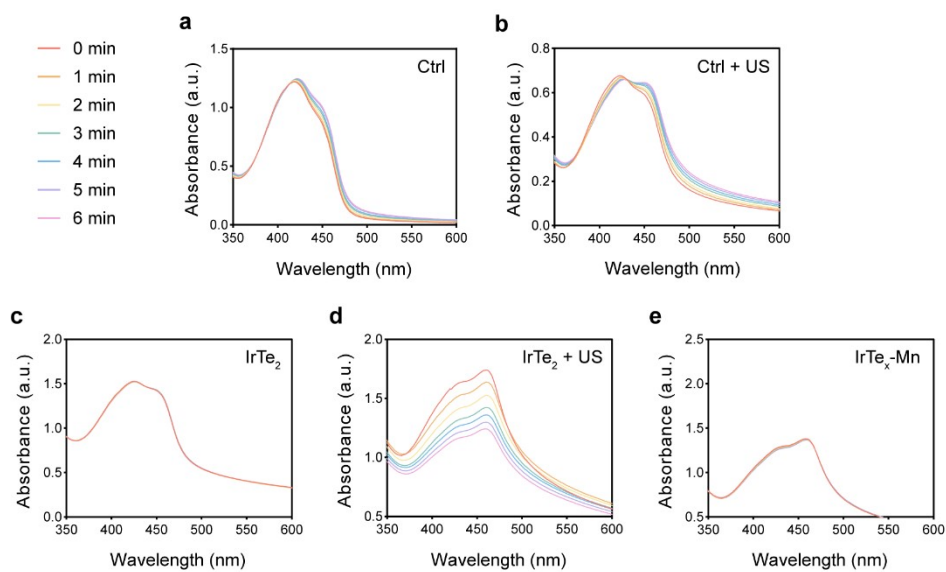 0 min
1 min
2 min
3 min
4 min
5 min
6 min
a
Ctrl
Absorbance (a.u.)
1.5
1.0
0.5
0.0
350 400 450 500 550 600
Wavelength (nm)
b
Ctrl + US
Absorbance (a.u.)
0.8
0.6
0.4
0.2
0.0
350 400 450 500 550 600
Wavelength (nm)
c
IrTe₂
Absorbance (a.u.)
2.0
1.5
1.0
0.5
0.0
350 400 450 500 550 600
Wavelength (nm)
d
IrTe₂ + US
Absorbance (a.u.)
2.0
1.5
1.0
0.5
350 400 450 500 550 600
Wavelength (nm)
e
IrTeₓ-Mn
Absorbance (a.u.)
2.5
2.0
1.5
1.0
0.5
350 400 450 500 550 600
Wavelength (nm)